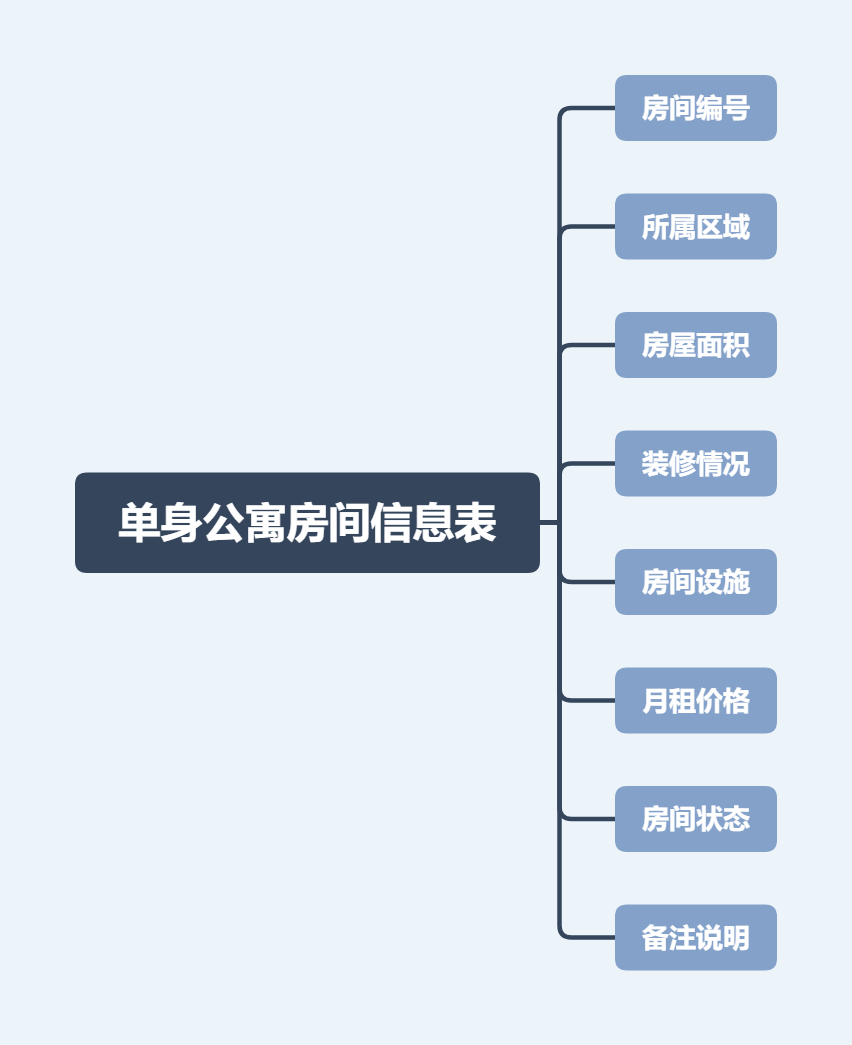 单身公寓房间信息表
房间编号
所属区域
房屋面积
装修情况
房间设施
月租价格
房间状态
备注说明